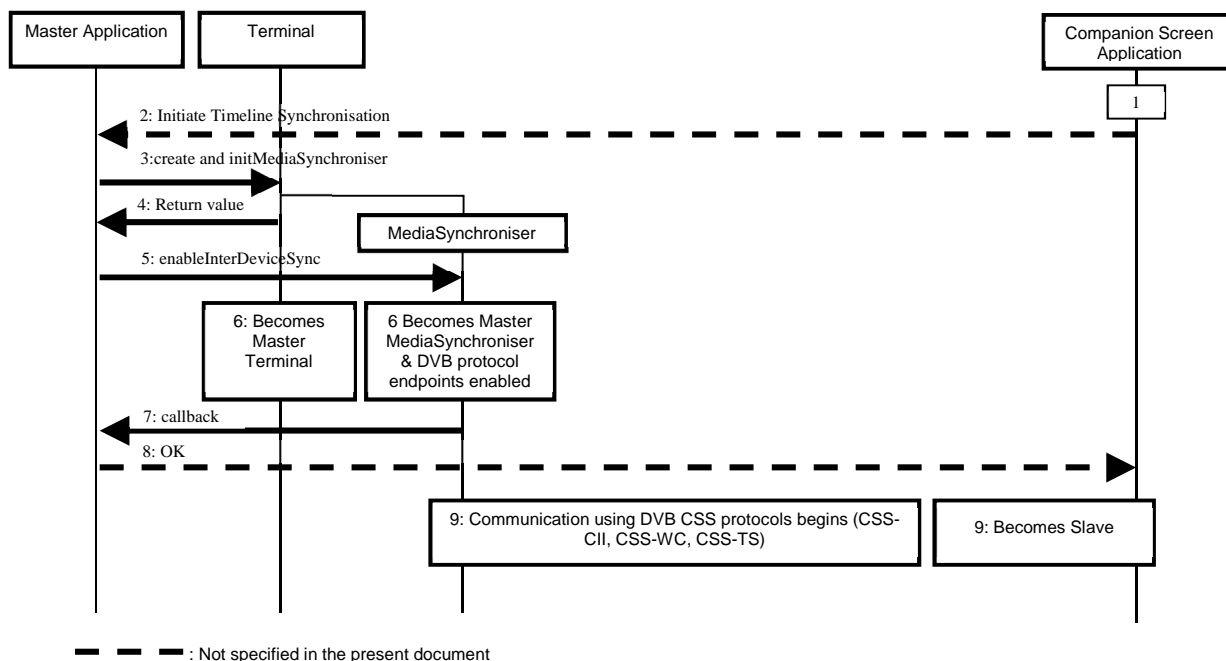 Master Application
Terminal
Companion Screen
Application
1
2: Initiate Timeline Synchronisation
3:create and initMediaSynchroniser
4: Return value
MediaSynchroniser
5: enableInterDeviceSync
6: Becomes
Master
Terminal
6 Becomes Master
MediaSynchroniser
& DVB protocol
endpoints enabled
7: callback
8: OK
9: Communication using DVB CSS protocols begins (CSS-
CII, CSS-WC, CSS-TS)
9: Becomes Slave
: Not specified in the present document